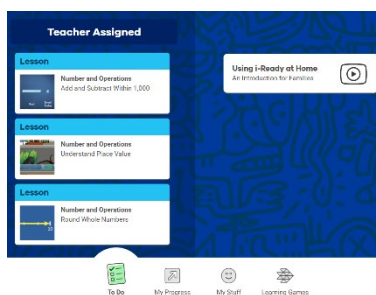 Teacher Assigned
Lesson
Number and Operations
Add and Subtract Within 1,000
Lesson
Number and Operations
Understand Place Value
Lesson
Number and Operations
Round Whole Numbers
Using i-Ready at Home
An Introduction for Families
To Do
My Progress
My Stuff
Learning Games